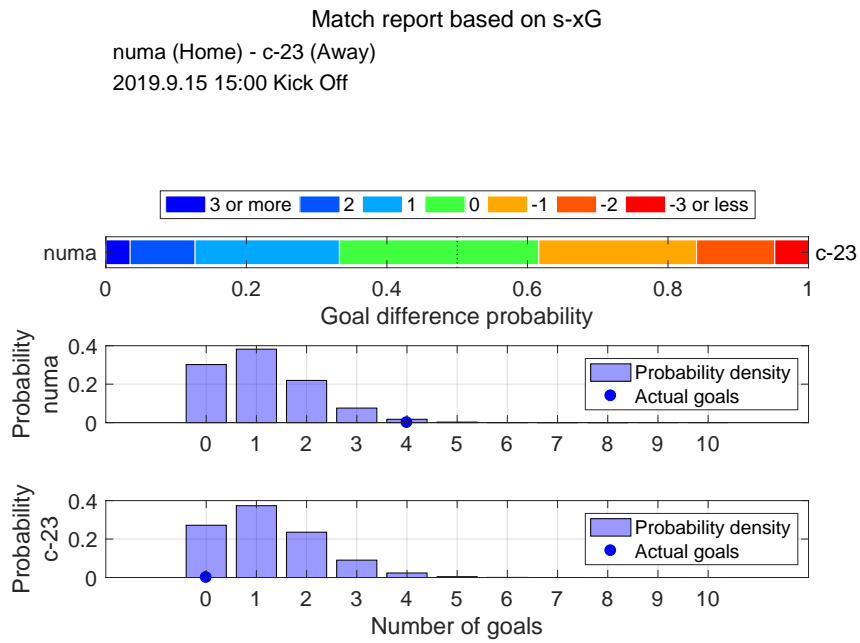 Match report based on s-xG
numa (Home) - c-23 (Away)
2019.9.15 15:00 Kick Off
3 or more 2 1 0 -1 -2 -3 or less
numa c-23
0 0.2 0.4 0.6 0.8 1
Goal difference probability
Probability
numa
0.4
0.2
0
Probability density
Actual goals
0 1 2 3 4 5 6 7 8 9 10
Probability
c-23
0.4
0.2
0
Probability density
Actual goals
0 1 2 3 4 5 6 7 8 9 10
Number of goals